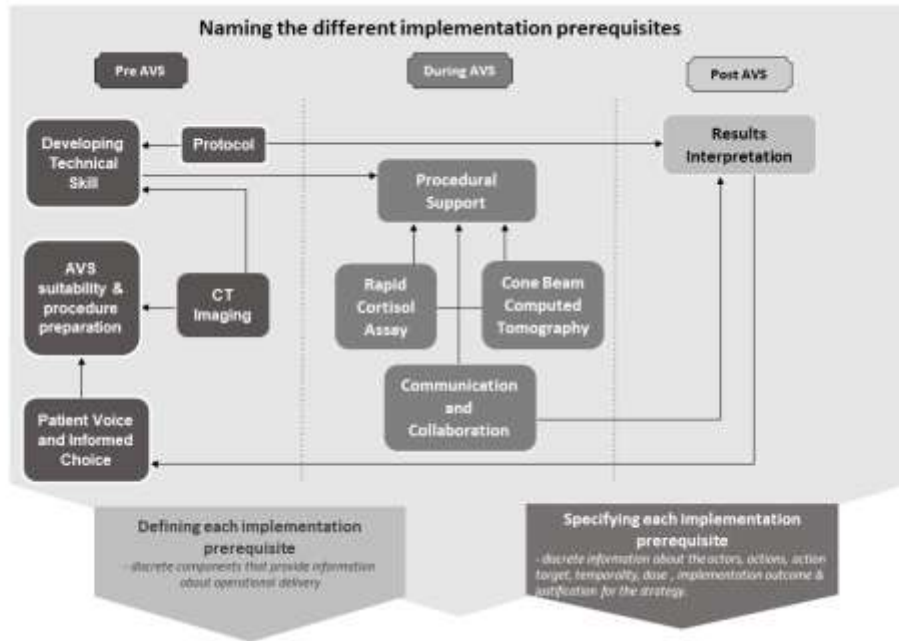 Naming the different implementation prerequisites
Pre AVS
During AVS
Post AVS
Developing
Technical
Skill
Protocol
Results
Interpretation
Procedural
Support
AVS
suitability &
procedure
preparation
CT
Imaging
Rapid
Cortisol
Assay
Cone Beam
Computed
Tomography
Communication
and
Collaboration
Patient Voice
and Informed
Choice
Defining each implementation
prerequisite
- discrete components that provide information
about operational delivery
Specifying each implementation
prerequisite
- discrete information about the actors, actions, action
target, temporality, dose , implementation outcome &
justification for the strategy.